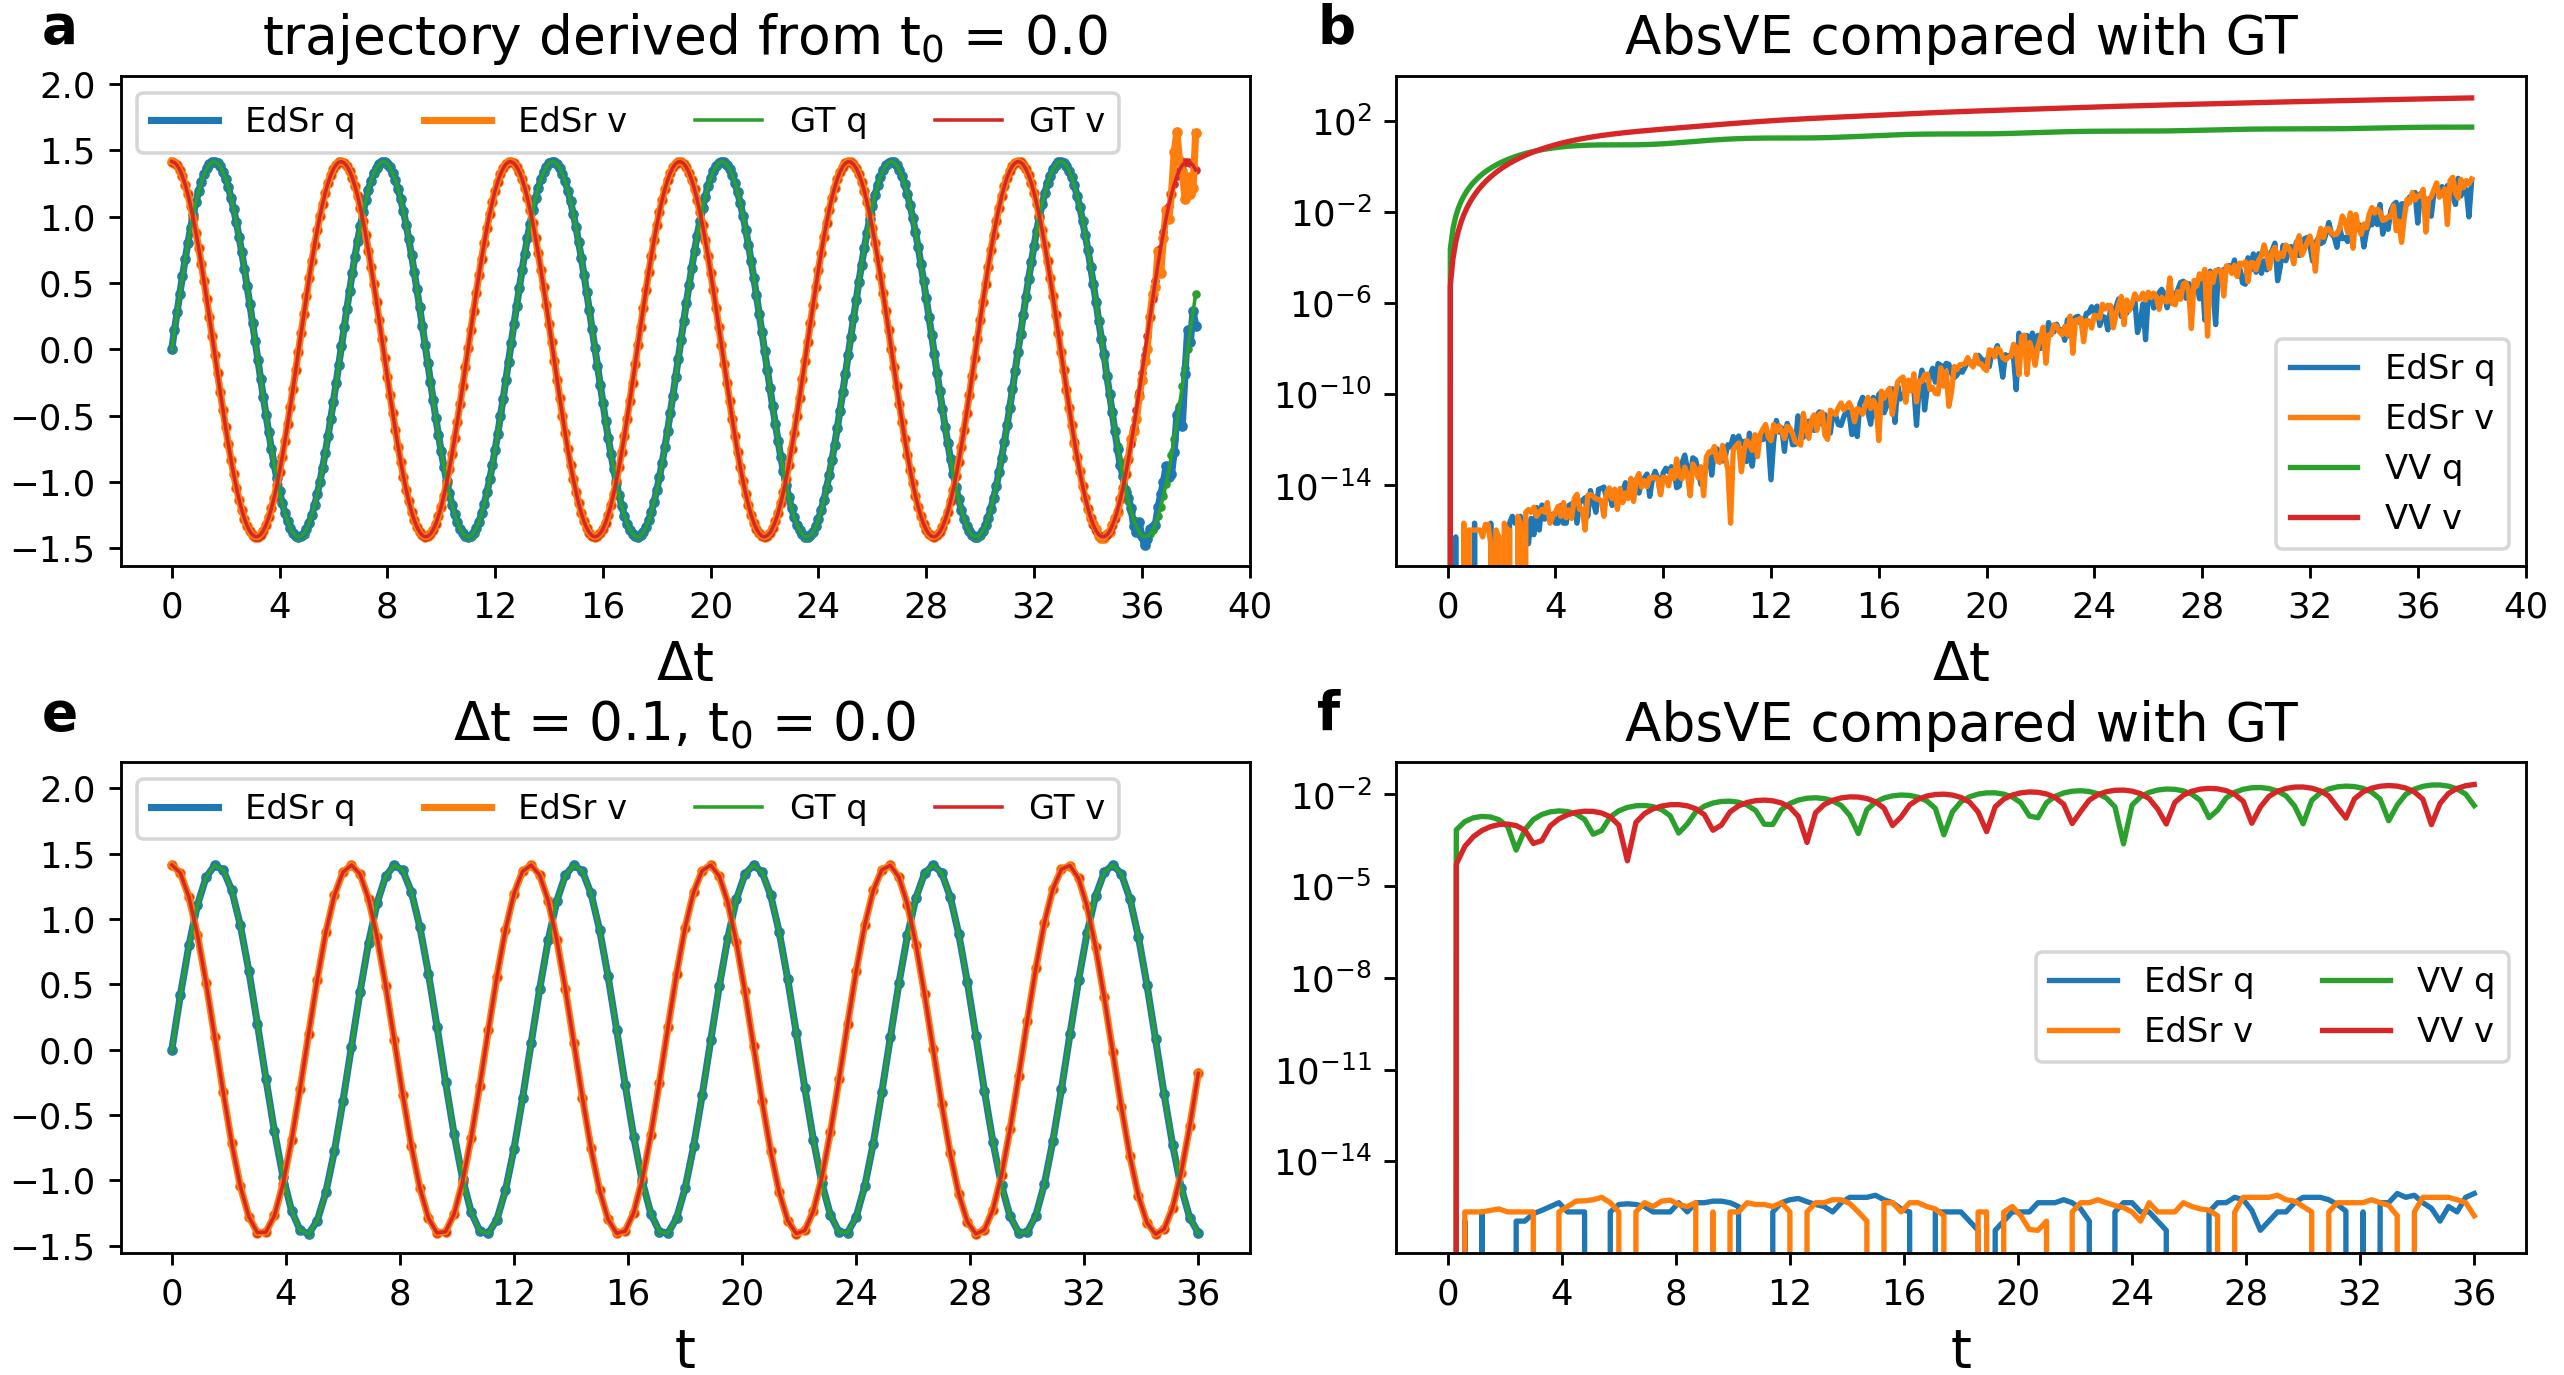 a
trajectory derived from t₀ = 0.0
2.0
1.5
1.0
0.5
0.0
−0.5
−1.0
−1.5
EdSr q EdSr v GT q GT v
0 4 8 12 16 20 24 28 32 36 40
Δt
b
AbsVE compared with GT
10²
10⁻²
10⁻⁶
10⁻¹⁰
10⁻¹⁴
EdSr q
EdSr v
VV q
VV v
0 4 8 12 16 20 24 28 32 36 40
Δt
e
Δt = 0.1, t₀ = 0.0
2.0
1.5
1.0
0.5
0.0
−0.5
−1.0
−1.5
EdSr q EdSr v GT q GT v
0 4 8 12 16 20 24 28 32 36
t
f
AbsVE compared with GT
10⁻²
10⁻⁵
10⁻⁸
10⁻¹¹
10⁻¹⁴
EdSr q VV q
EdSr v VV v
0 4 8 12 16 20 24 28 32 36
t